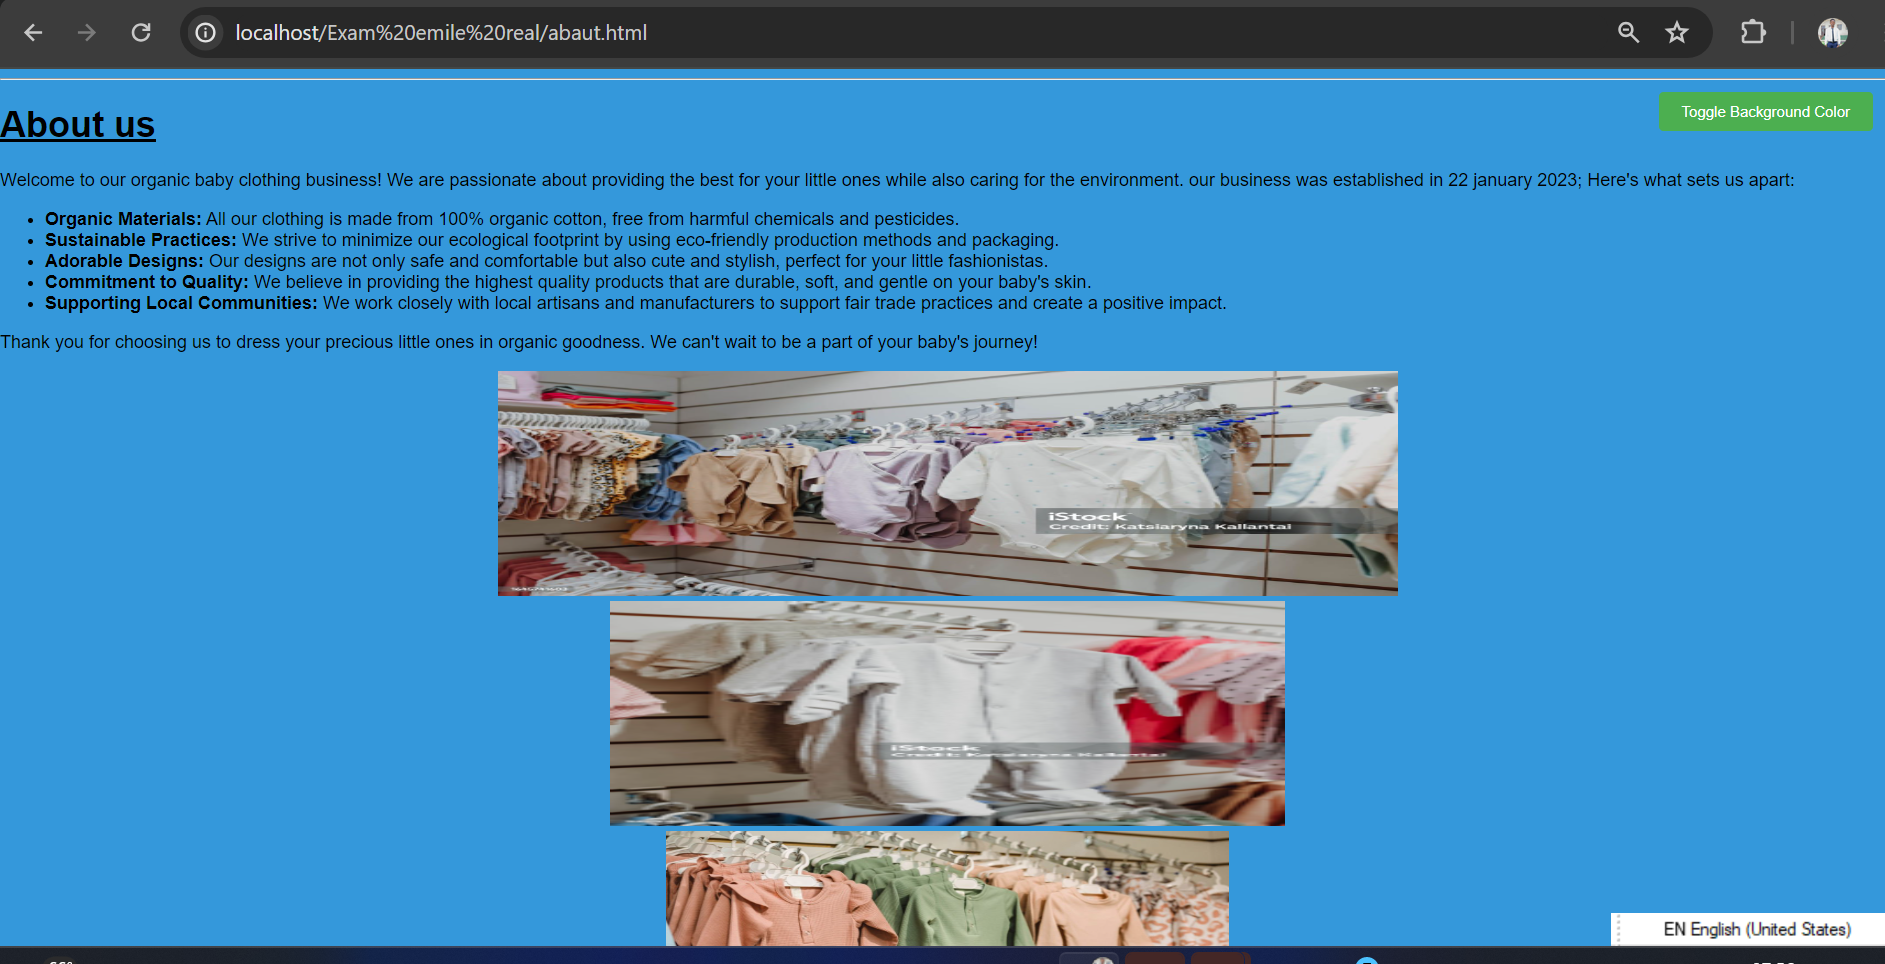 localhost/Exam%20emile%20real/abaut.html
Toggle Background Color
About us
Welcome to our organic baby clothing business! We are passionate about providing the best for your little ones while also caring for the environment. our business was established in 22 january 2023; Here's what sets us apart:
• Organic Materials: All our clothing is made from 100% organic cotton, free from harmful chemicals and pesticides.
• Sustainable Practices: We strive to minimize our ecological footprint by using eco-friendly production methods and packaging.
• Adorable Designs: Our designs are not only safe and comfortable but also cute and stylish, perfect for your little fashionistas.
• Commitment to Quality: We believe in providing the highest quality products that are durable, soft, and gentle on your baby's skin.
• Supporting Local Communities: We work closely with local artisans and manufacturers to support fair trade practices and create a positive impact.
Thank you for choosing us to dress your precious little ones in organic goodness. We can't wait to be a part of your baby's journey!
iStock
Credit: Katsiaryna Kallantai
iStock
Credit: Katsiaryna Kallantai
EN English (United States)